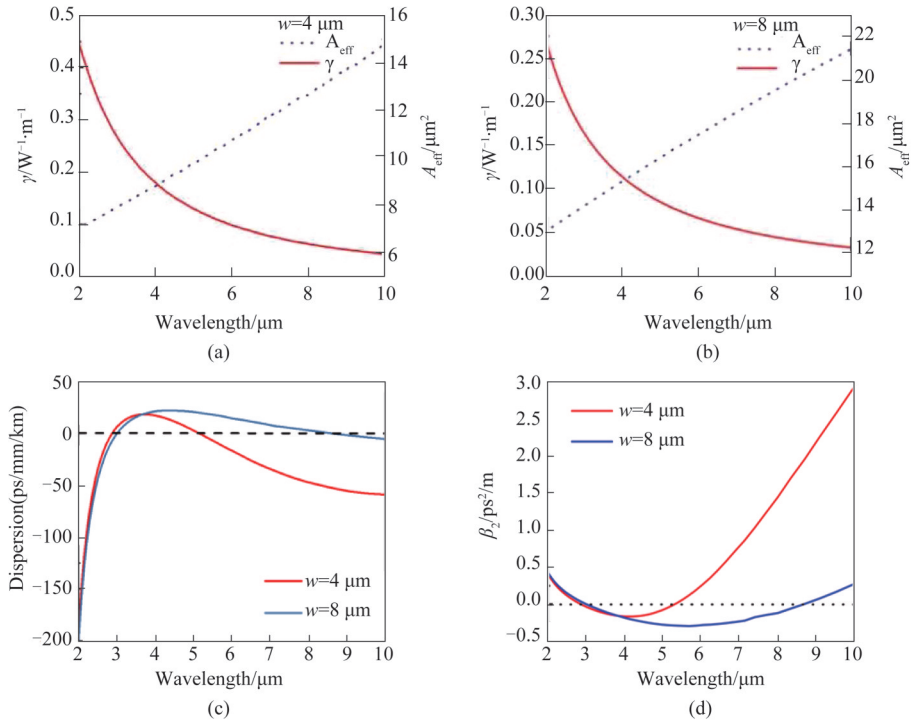 w=4 μm
A_eff
γ
γ/W⁻¹·m⁻¹
0.5
0.4
0.3
0.2
0.1
0.0
16
14
12
10
8
6
A_eff/μm²
2 4 6 8 10
Wavelength/μm
(a)
w=8 μm
A_eff
γ
γ/W⁻¹·m⁻¹
0.30
0.25
0.20
0.15
0.10
0.05
0.00
22
20
18
16
14
12
A_eff/μm²
2 4 6 8 10
Wavelength/μm
(b)
Dispersion(ps/mm/km)
50
0
−50
−100
−150
−200
w=4 μm
w=8 μm
2 3 4 5 6 7 8 9 10
Wavelength/μm
(c)
β₂/ps²/m
3.0
2.5
2.0
1.5
1.0
0.5
0.0
−0.5
w=4 μm
w=8 μm
2 3 4 5 6 7 8 9 10
Wavelength/μm
(d)